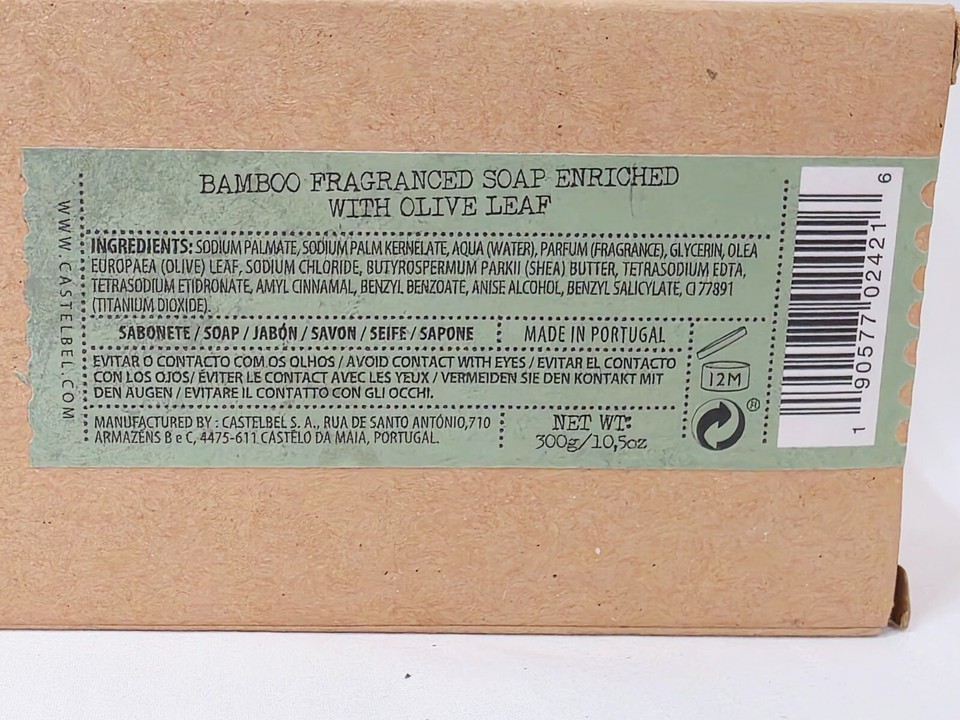 BAMBOO FRAGRANCED SOAP ENRICHED
WITH OLIVE LEAF
INGREDIENTS: SODIUM PALMATE, SODIUM PALM KERNELATE, AQUA (WATER), PARFUM (FRAGRANCE), GLYCERIN, OLEA
EUROPAEA (OLIVE) LEAF, SODIUM CHLORIDE, BUTYROSPERMUM PARKII (SHEA) BUTTER, TETRASODIUM EDTA,
TETRASODIUM ETIDRONATE, AMYL CINNAMAL, BENZYL BENZOATE, ANISE ALCOHOL, BENZYL SALICYLATE, CI 77891
(TITANIUM DIOXIDE).
SABONETE / SOAP / JABÓN / SAVON / SEIFE / SAPONE
MADE IN PORTUGAL
EVITAR O CONTACTO COM OS OLHOS / AVOID CONTACT WITH EYES / EVITAR EL CONTACTO
CON LOS OJOS/ ÉVITER LE CONTACT AVEC LES YEUX / VERMEIDEN SIE DEN KONTAKT MIT
DEN AUGEN / EVITARE IL CONTATTO CON GLI OCCHI.
12M
MANUFACTURED BY : CASTELBEL S. A., RUA DE SANTO ANTÓNIO,710
ARMAZÉNS B e C, 4475-611 CASTÊLO DA MAIA, PORTUGAL.
NET WT:
300g/10,5oz
®
WWW.CASTELBEL.COM
1 90577 02421 6